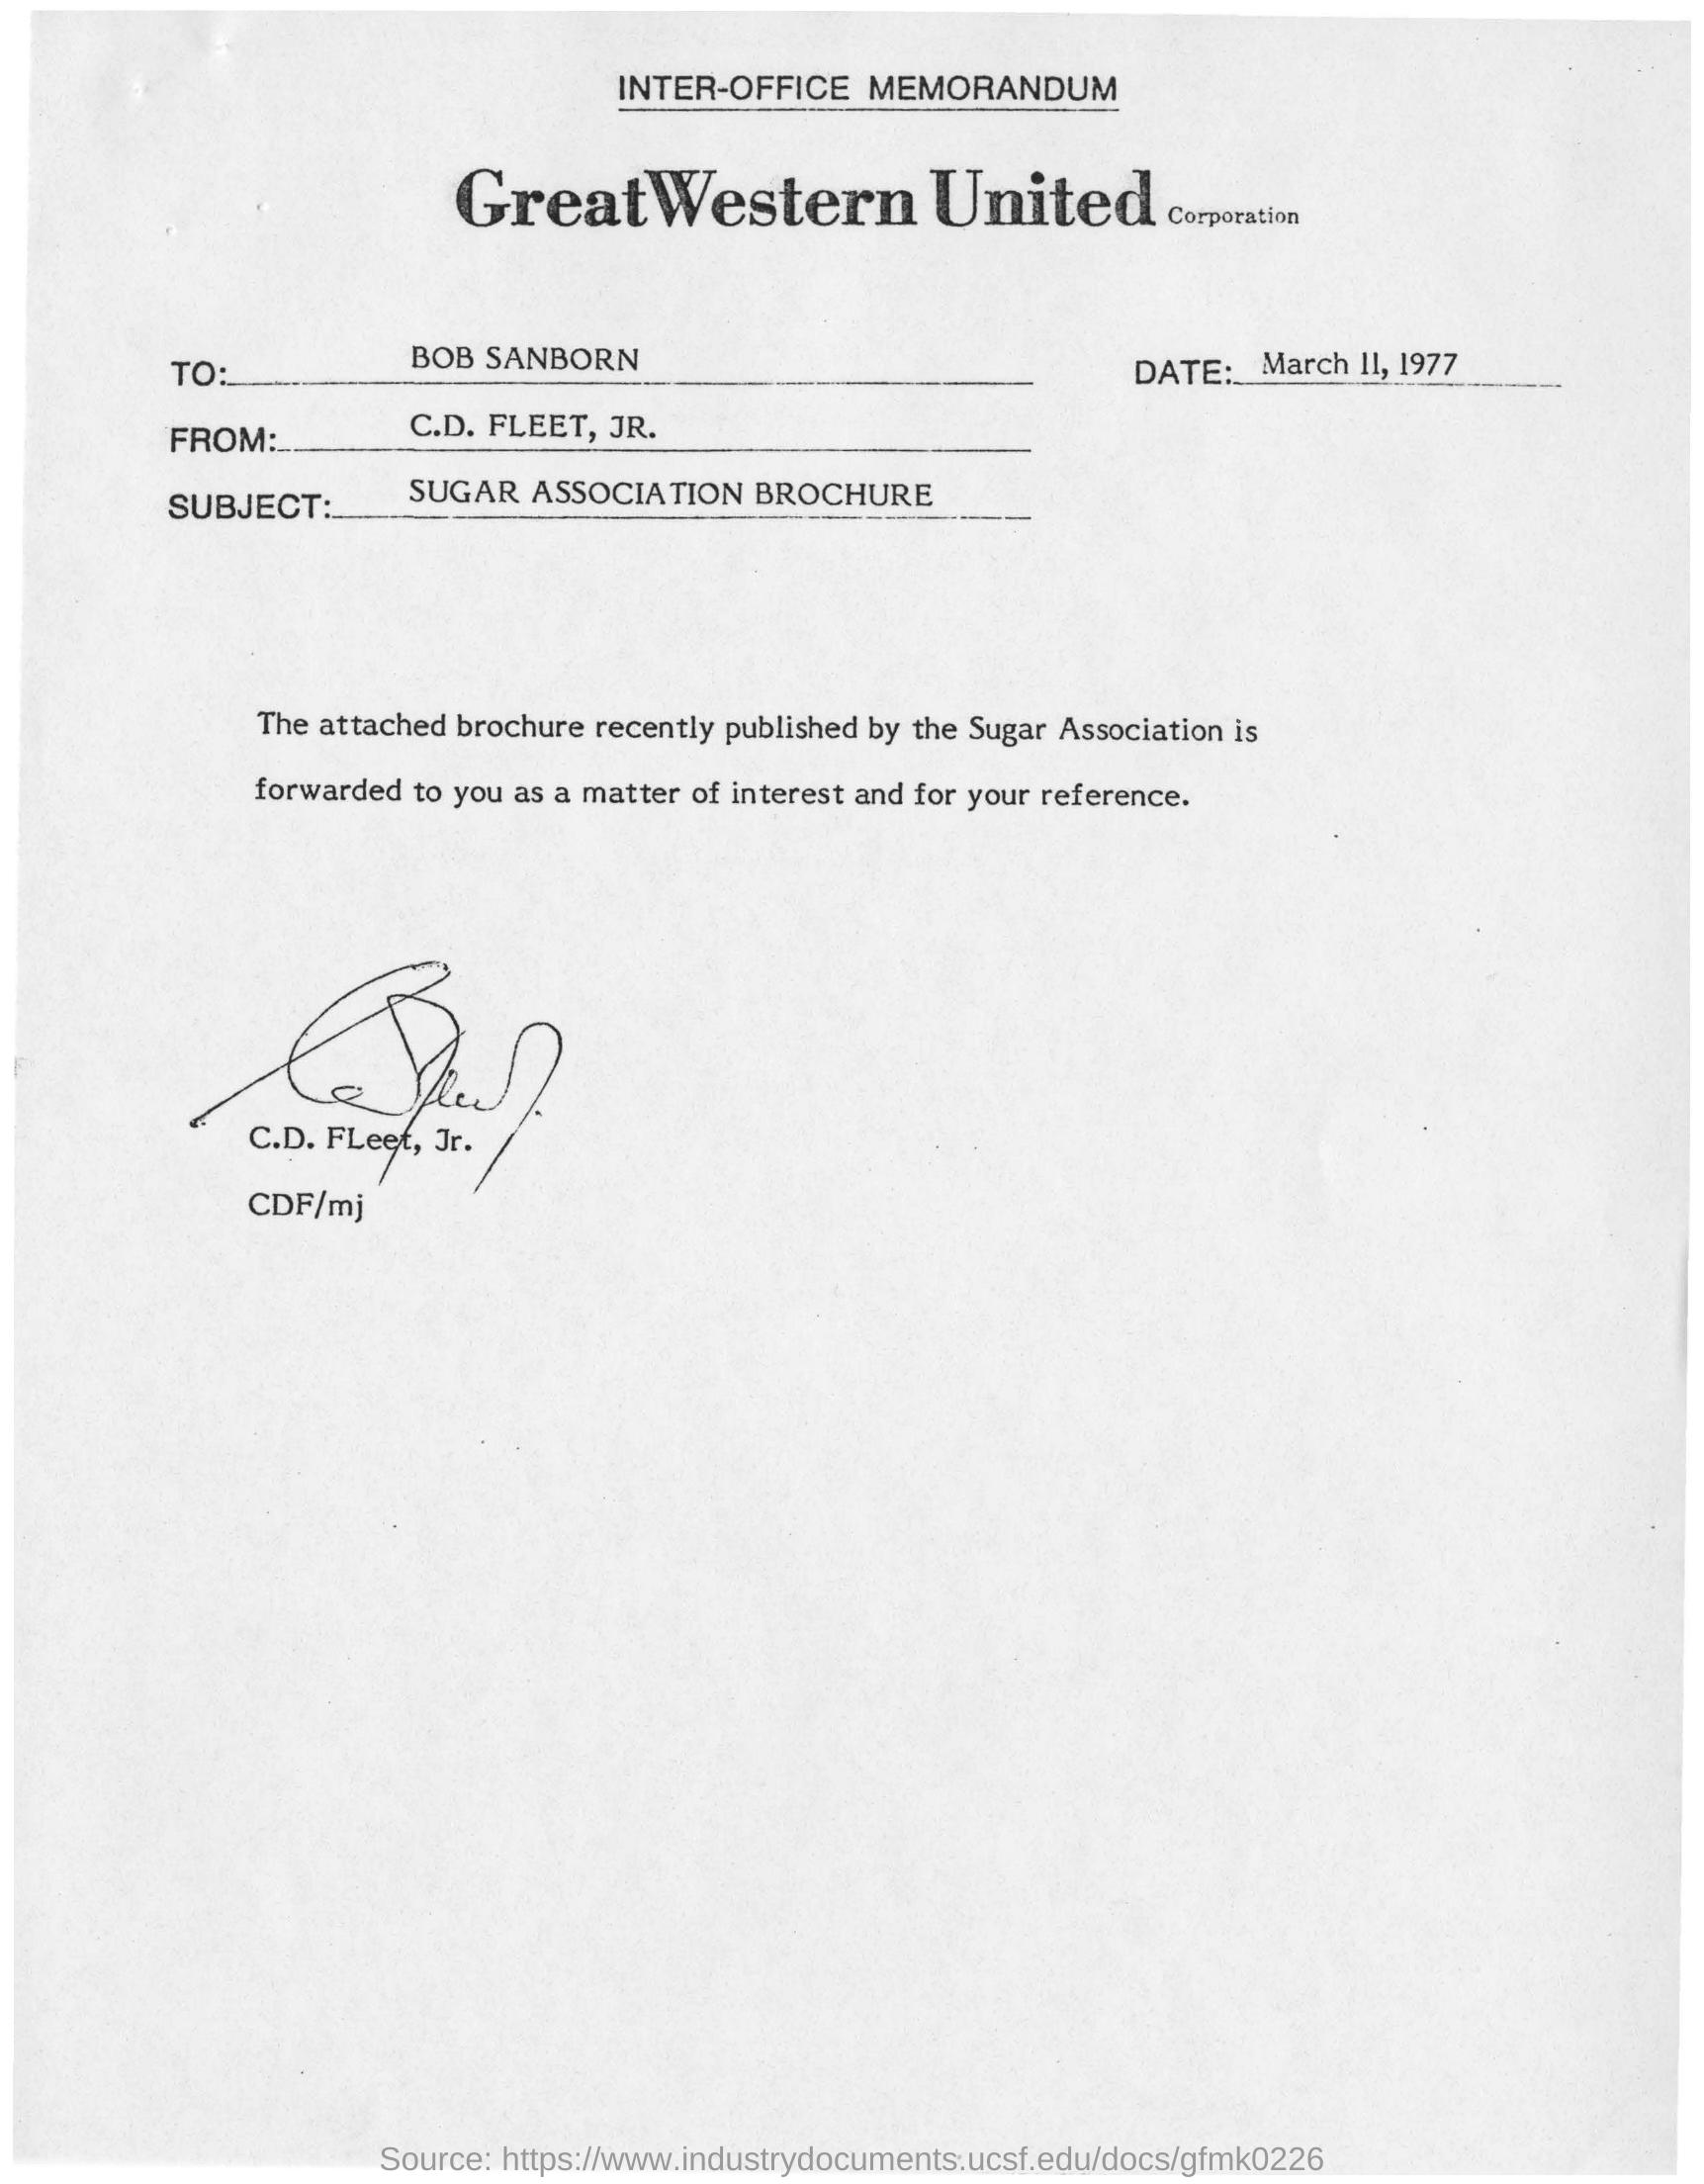 INTER-OFFICE MEMORANDUM
Great Western United Corporation
TO: BOB SANBORN DATE: March 11, 1977
FROM: C.D. FLEET, JR.
SUBJECT: SUGAR ASSOCIATION BROCHURE
The attached brochure recently published by the Sugar Association is
forwarded to you as a matter of interest and for your reference.
C.D. FLeet, Jr.
CDF/mj
Source: https://www.industrydocuments.ucsf.edu/docs/gfmk0226